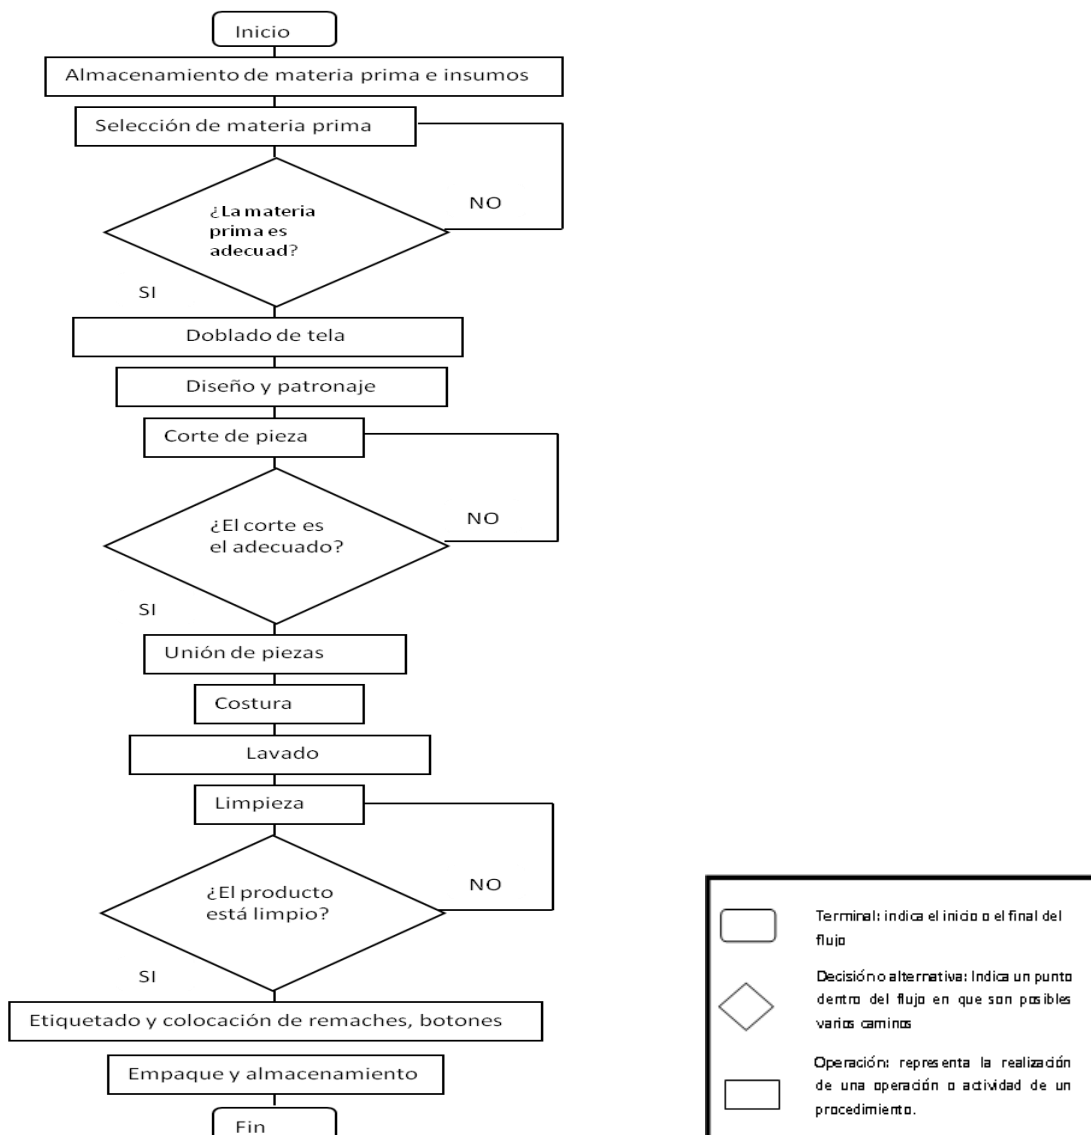 Inicio
Almacenamiento de materia prima e insumos
Selección de materia prima
NO
¿La materia
prima es
adecuad?
SI
Doblado de tela
Diseño y patronaje
Corte de pieza
NO
¿El corte es
el adecuado?
SI
Unión de piezas
Costura
Lavado
Limpieza
NO
¿El producto
está limpio?
SI
Etiquetado y colocación de remaches, botones
Empaque y almacenamiento
Fin
Terminal: indica el inicio o el final del
flujo
Decisión o alternativa: Indica un punto
dentro del flujo en que son posibles
varios caminos
Operación: representa la realización
de una operación o actividad de un
procedimiento.